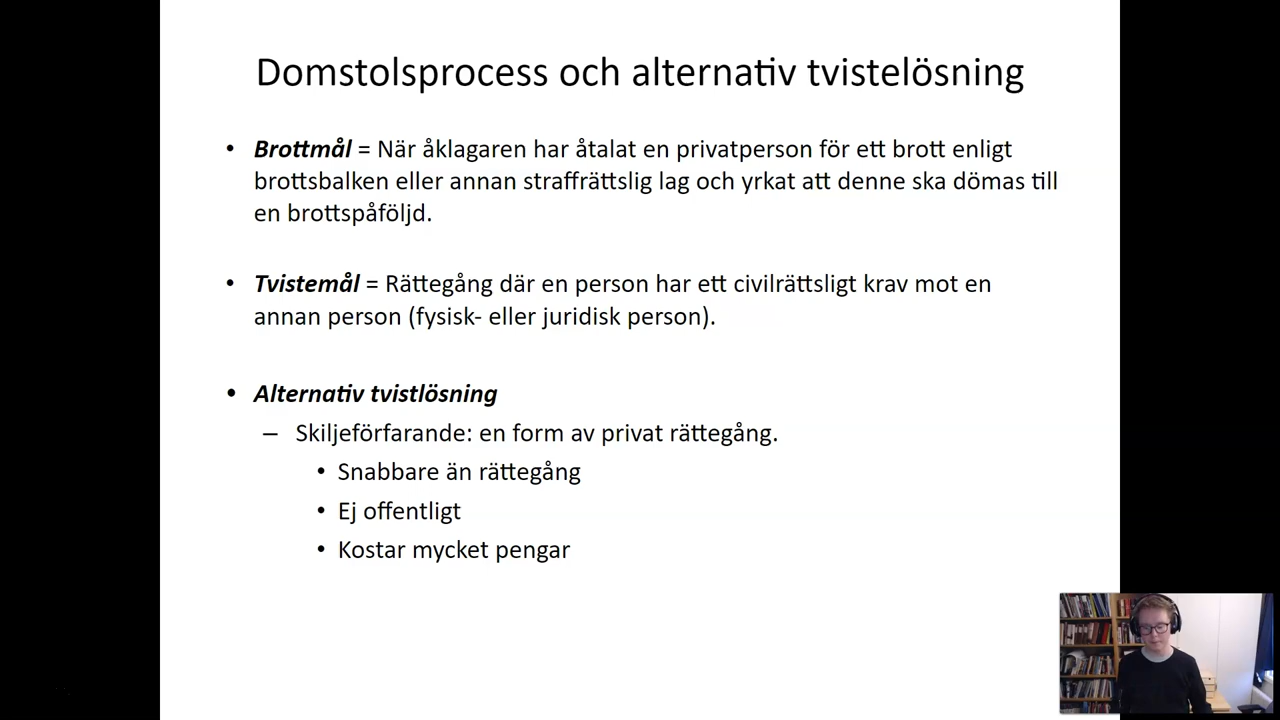 Domstolsprocess och alternativ tvistelösning
• Brottmål = När åklagaren har åtalat en privatperson för ett brott enligt
brottsbalken eller annan straffrättslig lag och yrkat att denne ska dömas till
en brottspåföljd.
• Tvistemål = Rättegång där en person har ett civilrättsligt krav mot en
annan person (fysisk- eller juridisk person).
• Alternativ tvistlösning
– Skiljeförfarande: en form av privat rättegång.
• Snabbare än rättegång
• Ej offentligt
• Kostar mycket pengar